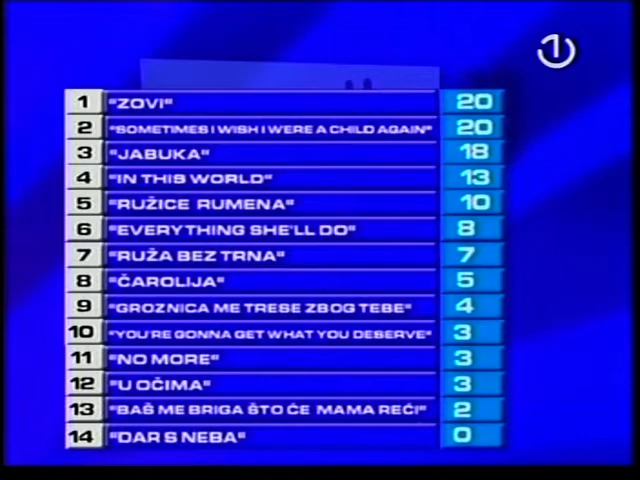 1
1 "ZOVI" 20
2 "SOMETIMES I WISH I WERE A CHILD AGAIN" 20
3 "JABUKA" 18
4 "IN THIS WORLD" 13
5 "RUŽICE RUMENA" 10
6 "EVERYTHING SHE'LL DO" 8
7 "RUŽA BEZ TRNA" 7
8 "ČAROLIJA" 5
9 "GROZNICA ME TRESE ZBOG TEBE" 4
10 "YOU'RE GONNA GET WHAT YOU DESERVE" 3
11 "NO MORE" 3
12 "U OČIMA" 3
13 "BAŠ ME BRIGA ŠTO ĆE MAMA REĆI" 2
14 "DAR S NEBA" 0